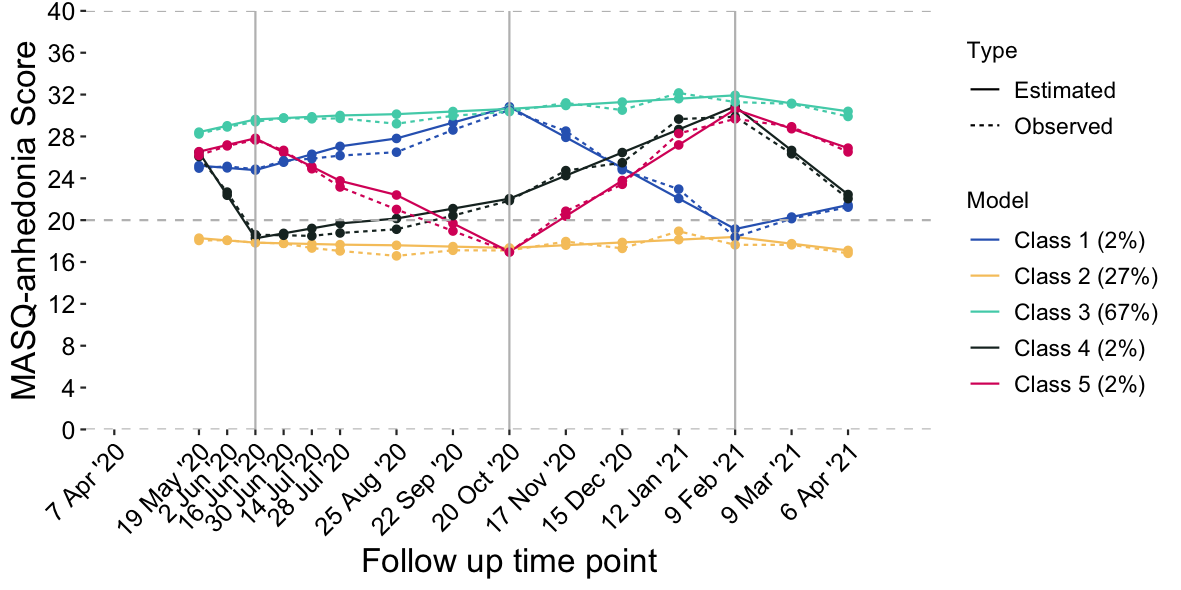 MASQ-anhedonia Score
40
36
32
28
24
20
16
12
8
4
0
7 Apr '20
19 May '20
2 Jun '20
16 Jun '20
30 Jun '20
14 Jul '20
28 Jul '20
25 Aug '20
22 Sep '20
20 Oct '20
17 Nov '20
15 Dec '20
12 Jan '21
9 Feb '21
9 Mar '21
6 Apr '21
Follow up time point
Type
Estimated
Observed
Model
Class 1 (2%)
Class 2 (27%)
Class 3 (67%)
Class 4 (2%)
Class 5 (2%)